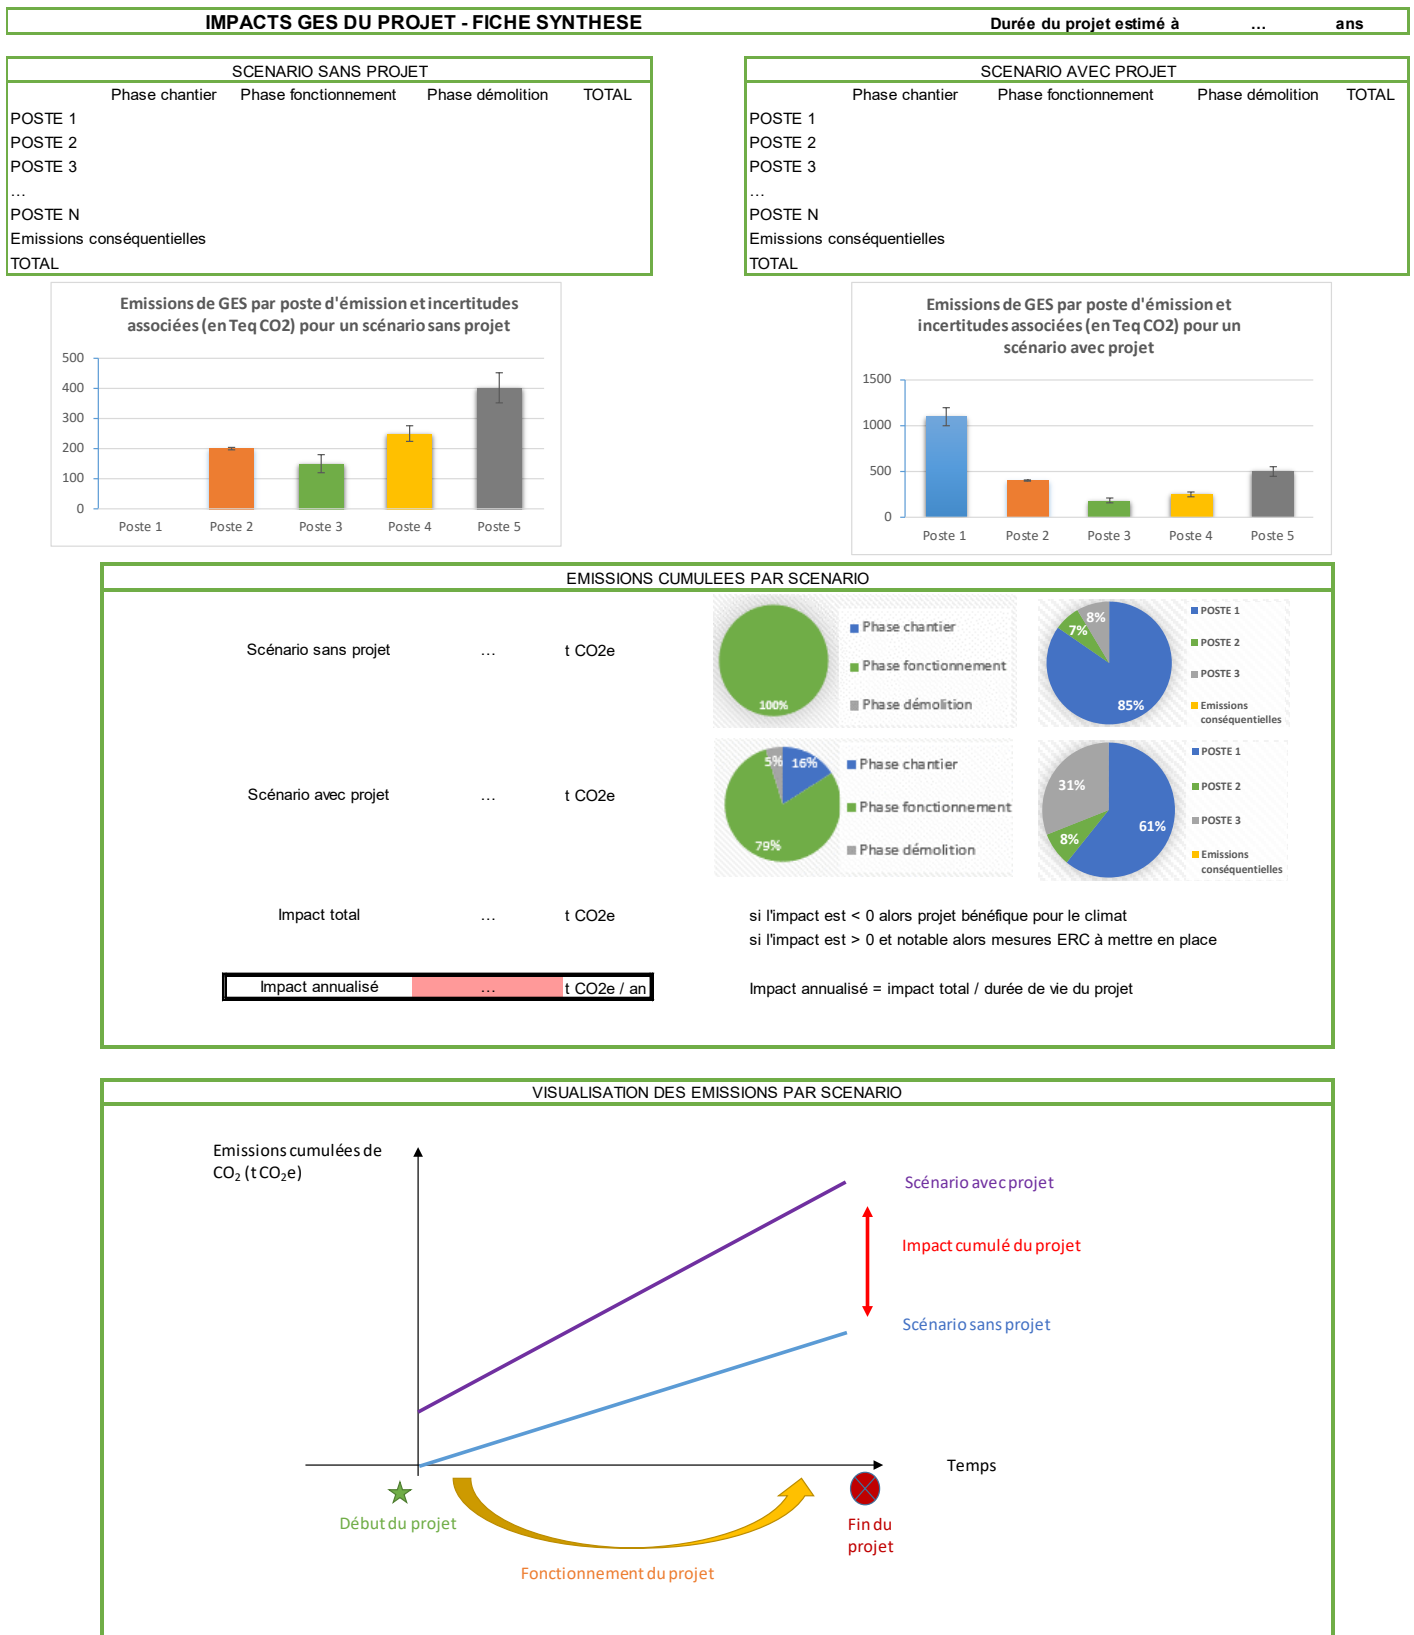 IMPACTS GES DU PROJET - FICHE SYNTHESE
Durée du projet estimé à … ans
SCENARIO SANS PROJET
Phase chantier Phase fonctionnement Phase démolition TOTAL
POSTE 1
POSTE 2
POSTE 3
…
POSTE N
Emissions conséquentielles
TOTAL
SCENARIO AVEC PROJET
Phase chantier Phase fonctionnement Phase démolition TOTAL
POSTE 1
POSTE 2
POSTE 3
…
POSTE N
Emissions conséquentielles
TOTAL
Emissions de GES par poste d'émission et incertitudes
associées (en Teq CO2) pour un scénario sans projet
500
400
300
200
100
0
Poste 1 Poste 2 Poste 3 Poste 4 Poste 5
Emissions de GES par poste d'émission et
incertitudes associées (en Teq CO2) pour un
scénario avec projet
1500
1000
500
0
Poste 1 Poste 2 Poste 3 Poste 4 Poste 5
EMISSIONS CUMULEES PAR SCENARIO
Scénario sans projet … t CO2e
100%
Phase chantier
Phase fonctionnement
Phase démolition
8%
7%
85%
POSTE 1
POSTE 2
POSTE 3
Emissions
conséquentielles
Scénario avec projet … t CO2e
5% 16%
79%
Phase chantier
Phase fonctionnement
Phase démolition
31%
61%
8%
POSTE 1
POSTE 2
POSTE 3
Emissions
conséquentielles
Impact total … t CO2e
si l'impact est < 0 alors projet bénéfique pour le climat
si l'impact est > 0 et notable alors mesures ERC à mettre en place
Impact annualisé … t CO2e / an
Impact annualisé = impact total / durée de vie du projet
VISUALISATION DES EMISSIONS PAR SCENARIO
Emissions cumulées de
CO₂ (t CO₂e)
Scénario avec projet
Impact cumulé du projet
Scénario sans projet
Temps
Début du projet
Fin du
projet
Fonctionnement du projet